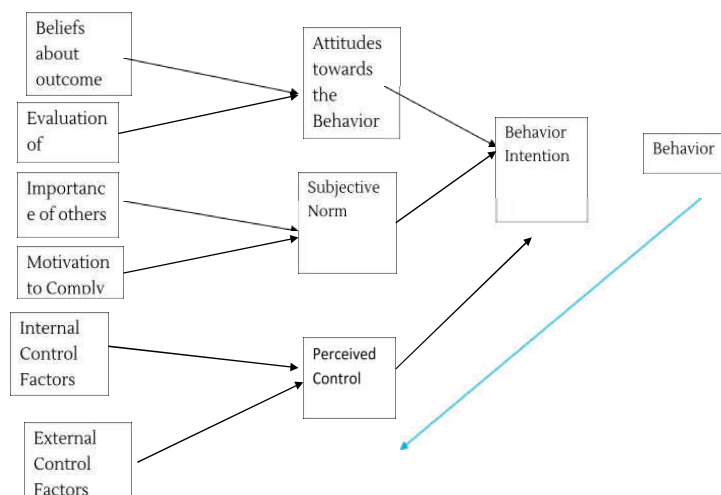 Beliefs
about
outcome
Evaluation
of
Importanc
e of others
Motivation
to Comply
Internal
Control
Factors
External
Control
Factors
Attitudes
towards
the
Behavior
Subjective
Norm
Perceived
Control
Behavior
Intention
Behavior